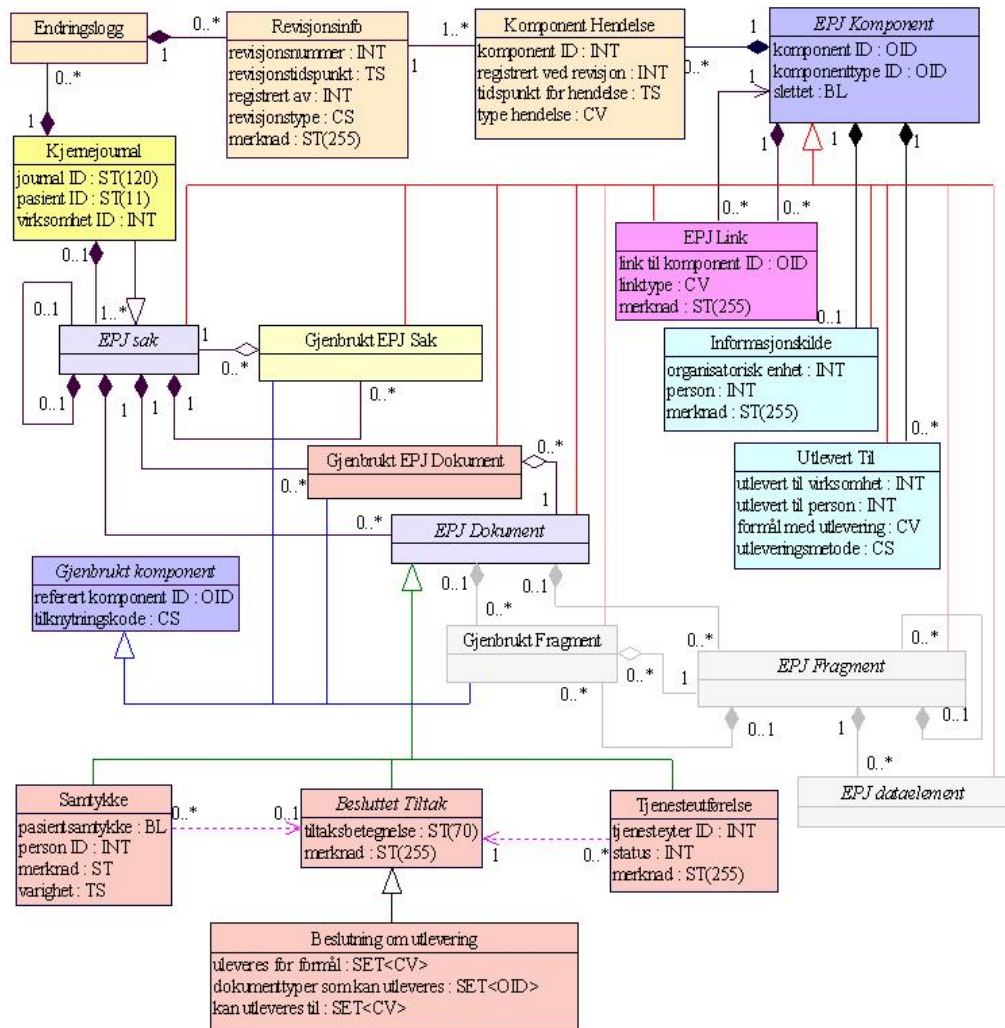 Endringslogg
0..*
1
Revisjonsinfo
revisjonsnummer : INT
revisjonstidspunkt : TS
registrert av : INT
revisjonstype : CS
merknad : ST(255)
1..*
1
Komponent Hendelse
komponent ID : INT
registrert ved revisjon : INT
tidspunkt for hendelse : TS
type hendelse : CV
1
0..*
EPJ Komponent
komponent ID : OID
komponenttype ID : OID
slettet : BL
0..*
1
1
1
1
1
Kjernejournal
journal ID : ST(120)
pasient ID : ST(11)
virksomhet ID : INT
0..*
0..*
EPJ Link
link til komponent ID : OID
linktype : CV
merknad : ST(255)
0..1
0..1
1..*
EPJ sak
1
0..*
Gjenbrukt EPJ Sak
0..1
Informasjonskilde
organisatorisk enhet : INT
person : INT
merknad : ST(255)
0..1
1
1
1
0..*
0..*
Gjenbrukt EPJ Dokument
0..*
0..*
1
0..*
Utlevert Til
utlevert til virksomhet : INT
utlevert til person : INT
formål med utlevering : CV
utleveringsmetode : CS
0..*
EPJ Dokument
Gjenbrukt komponent
referert komponent ID : OID
tilknytningskode : CS
0..1
0..1
0..*
Gjenbrukt Fragment
0..*
0..*
EPJ Fragment
0..*
1
0..*
0..1
1
0..1
0..*
EPJ dataelement
Samtykke
pasientsamtykke : BL
person ID : INT
merkrad : ST
varighet : TS
0..*
0..1
Besluttet Tiltak
tiltaksbetegnelse : ST(70)
merknad : ST(255)
1
0..*
Tjenesteutførelse
tjenesteyter ID : INT
status : INT
merknad : ST(255)
Beslutning om utlevering
uleveres for formål : SET<CV>
dokumenttyper som kan utleveres : SET<OID>
kan utleveres til : SET<CV>